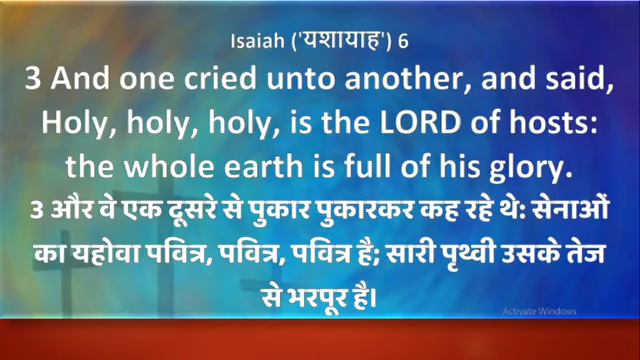 Isaiah ('यशायाह') 6
3 And one cried unto another, and said,
Holy, holy, holy, is the LORD of hosts:
the whole earth is full of his glory.
3 और वे एक दूसरे से पुकार पुकारकर कह रहे थे: सेनाओं
का यहोवा पवित्र, पवित्र, पवित्र है; सारी पृथ्वी उसके तेज
से भरपूर है।
Activate Windows